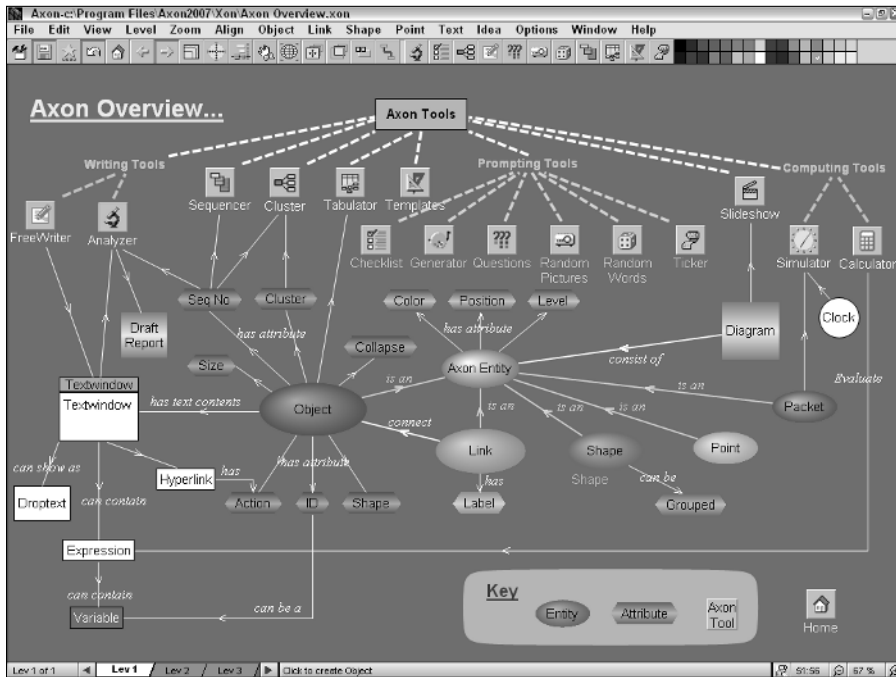 Axon-c:\Program Files\Axon2007\Xon\Axon Overview.xon
File Edit View Level Zoom Align Object Link Shape Point Text Idea Options Window Help
Axon Overview...
Axon Tools
Writing Tools
Prompting Tools
Computing Tools
Sequencer
Cluster
Tabulator
Templates
Slideshow
FreeWriter
Analyzer
Checklist
Generator
Questions
Random
Pictures
Random
Words
Ticker
Simulator
Calculator
Seq No
Cluster
Color
Position
Level
Clock
Draft
Report
has attribute
has attribute
Diagram
Collapse
Size
consist of
Evaluate
Axon Entity
Textwindow
Textwindow
is an
is an
Packet
has text contents
Object
connect
is an
is an
is an
Link
Shape
Point
can show as
has
has attribute
Shape
can be
Hyperlink
has
Droptext
can contain
Action
ID
Shape
Label
Grouped
Expression
can contain
Key
Variable
can be a
Entity
Attribute
Axon
Tool
Home
Lev 1 of 1
Lev 1
Lev 2
Lev 3
Click to create Object
67 %